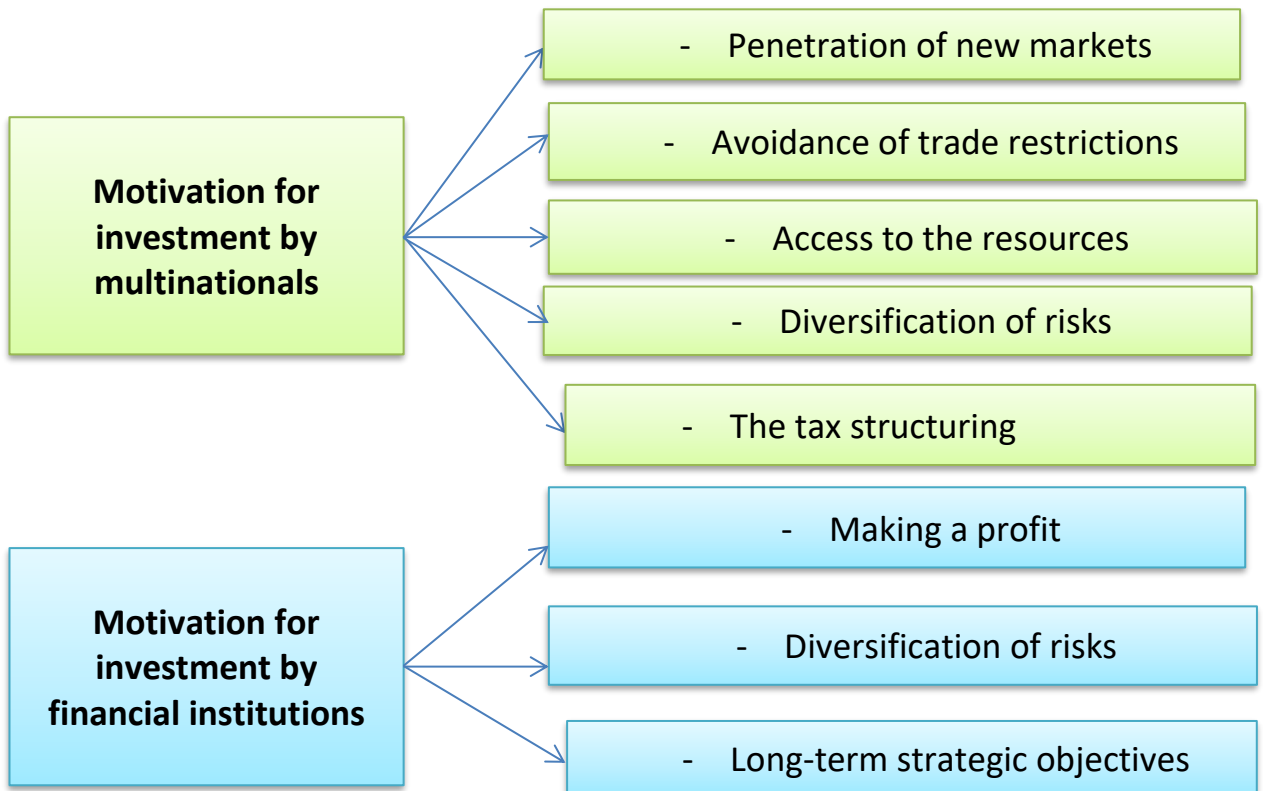 Motivation for
investment by
multinationals
- Penetration of new markets
- Avoidance of trade restrictions
- Access to the resources
- Diversification of risks
- The tax structuring
Motivation for
investment by
financial institutions
- Making a profit
- Diversification of risks
- Long-term strategic objectives